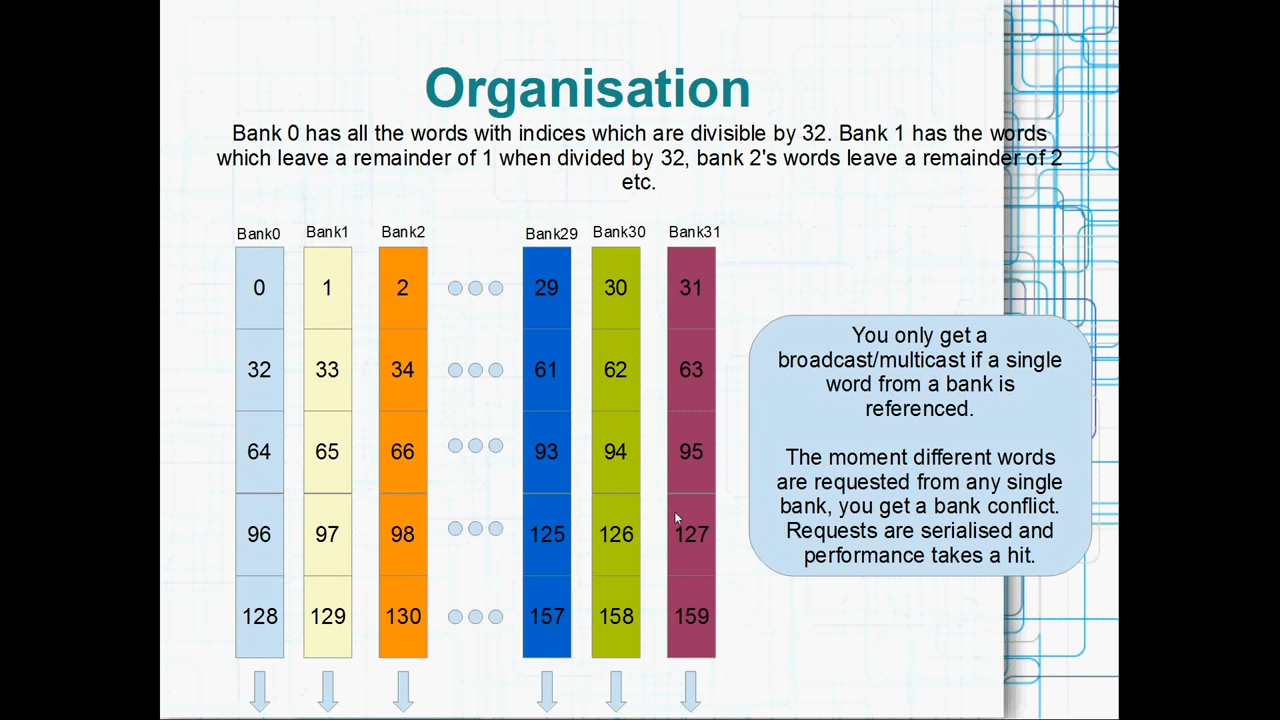 Organisation
Bank 0 has all the words with indices which are divisible by 32. Bank 1 has the words
which leave a remainder of 1 when divided by 32, bank 2's words leave a remainder of 2
etc.
Bank0 Bank1 Bank2 Bank29 Bank30 Bank31
0 1 2 29 30 31
32 33 34 61 62 63
64 65 66 93 94 95
96 97 98 125 126 127
128 129 130 157 158 159
You only get a
broadcast/multicast if a single
word from a bank is
referenced.
The moment different words
are requested from any single
bank, you get a bank conflict.
Requests are serialised and
performance takes a hit.